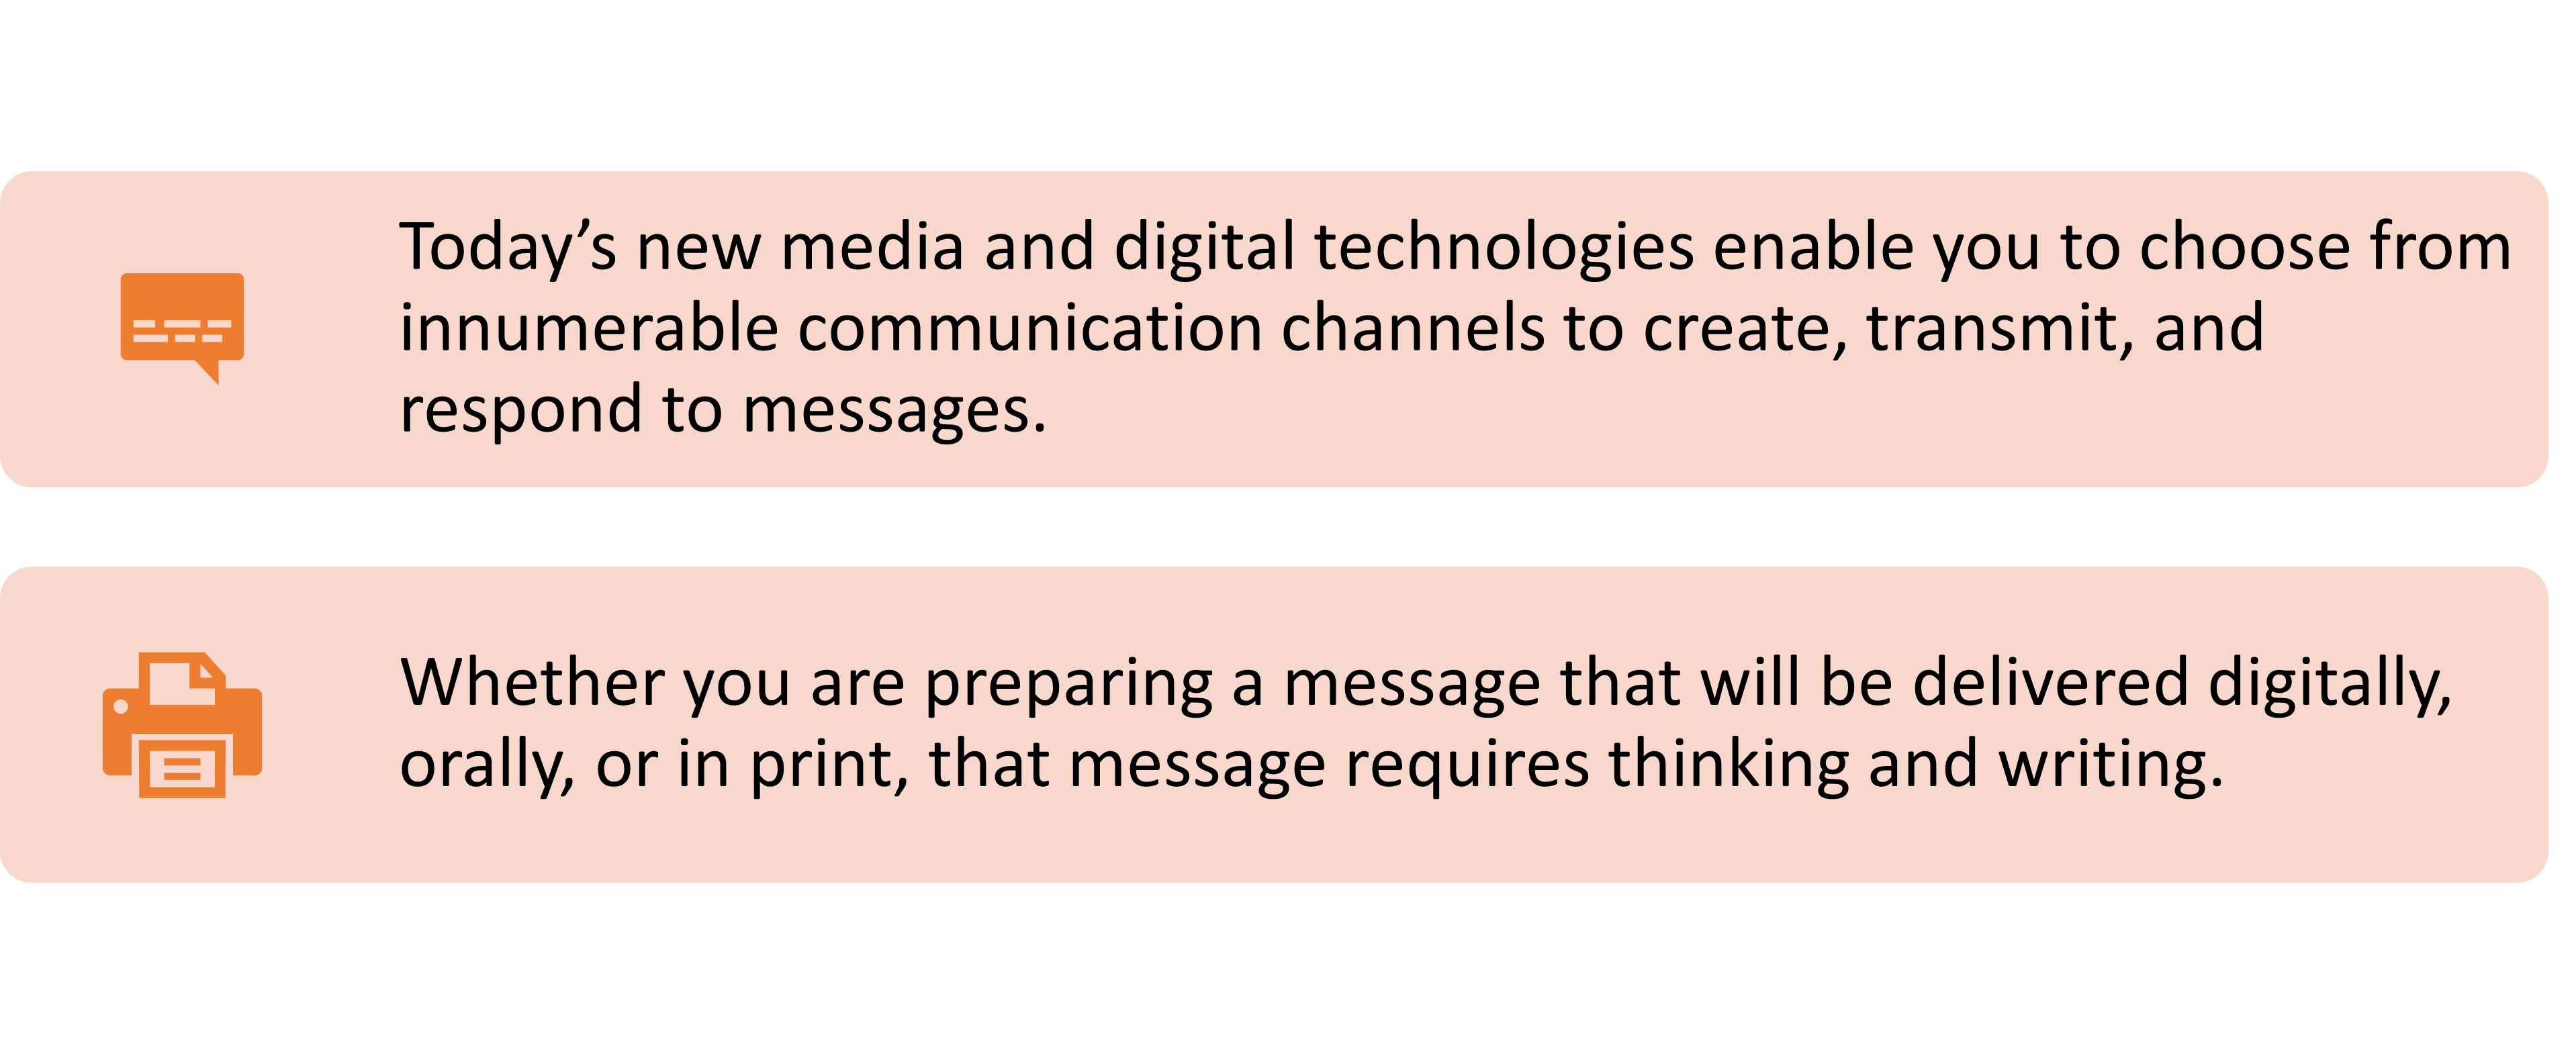 Today’s new media and digital technologies enable you to choose from
innumerable communication channels to create, transmit, and
respond to messages.
Whether you are preparing a message that will be delivered digitally,
orally, or in print, that message requires thinking and writing.